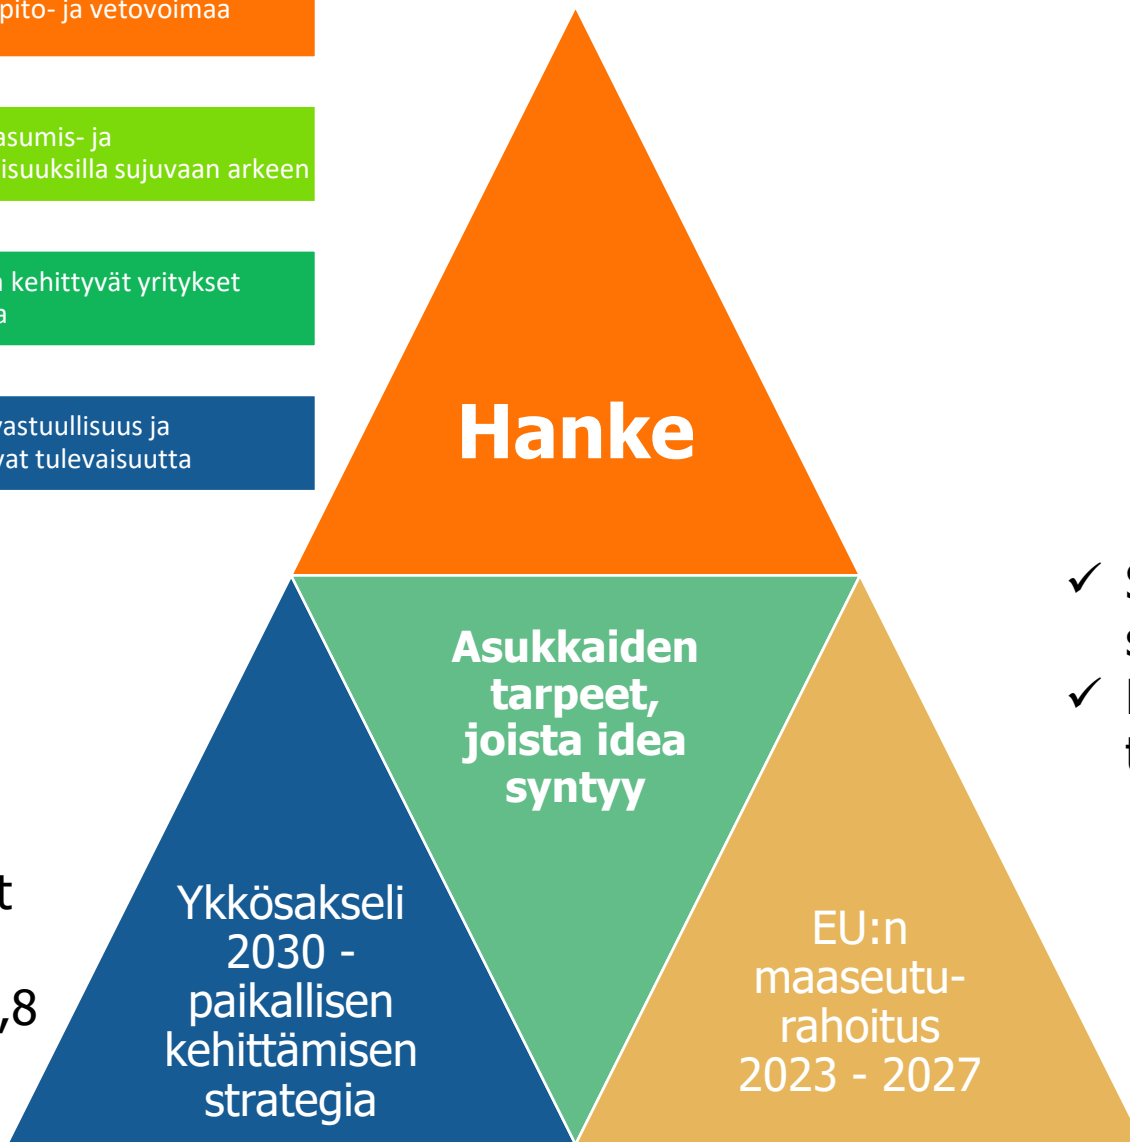 pito- ja vetovoimaa
asumis- ja
isuuksilla sujuvaan arkeen
kehittyvät yritykset
a
vastuullisuus ja
vat tulevaisuutta
Hanke
Asukkaiden
tarpeet,
joista idea
syntyy
t
,8
Ykkösakseli
2030 -
paikallisen
kehittämisen
strategia
EU:n
maaseutu-
rahoitus
2023 - 2027
✓ S
s
✓
t